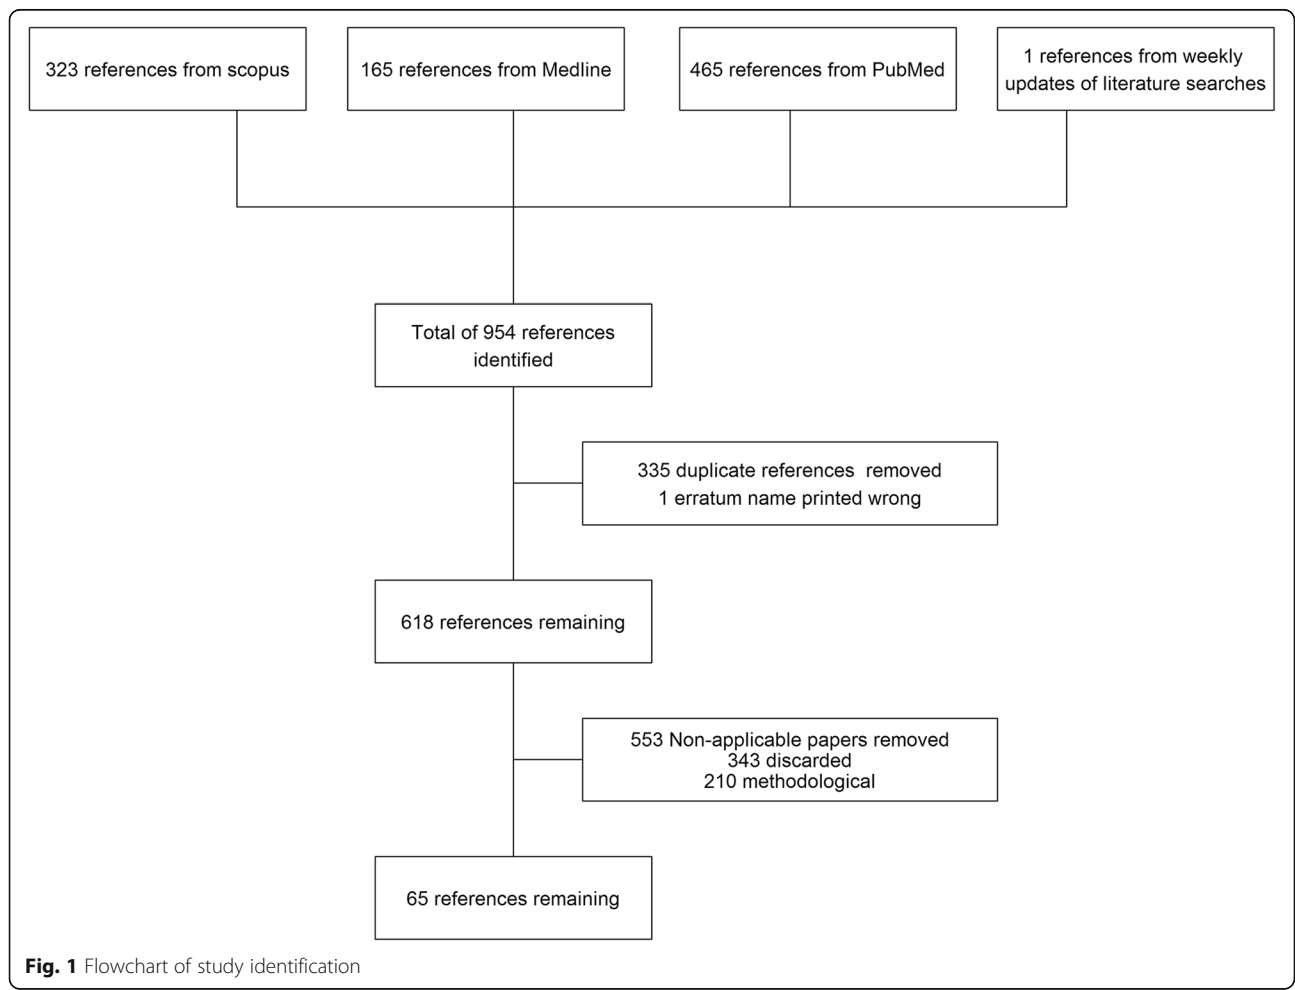 323 references from scopus
165 references from Medline
465 references from PubMed
1 references from weekly
updates of literature searches
Total of 954 references
identified
335 duplicate references  removed
1 erratum name printed wrong
618 references remaining
553 Non-applicable papers removed
343 discarded
210 methodological
65 references remaining
Fig. 1 Flowchart of study identification